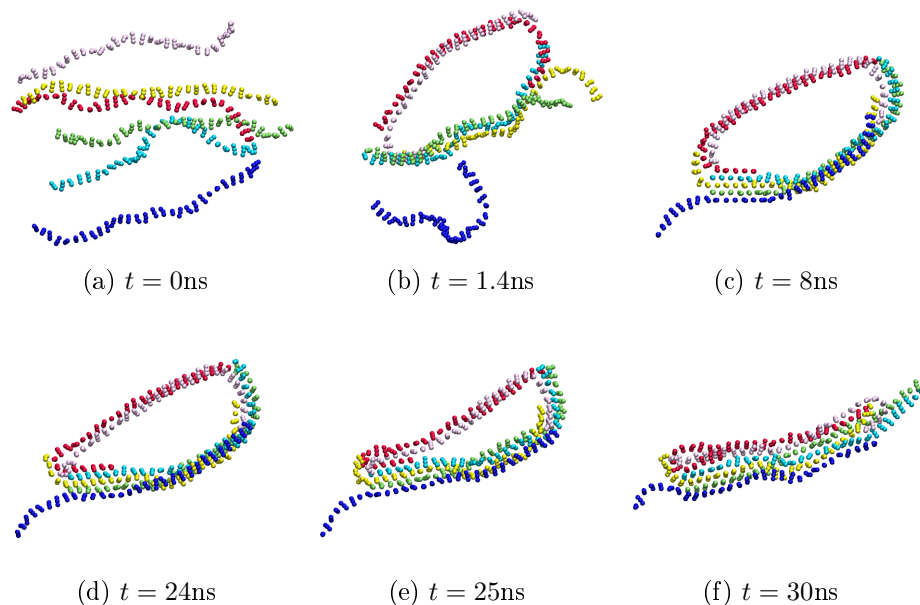 (a) t = 0ns
(b) t = 1.4ns
(c) t = 8ns
(d) t = 24ns
(e) t = 25ns
(f) t = 30ns